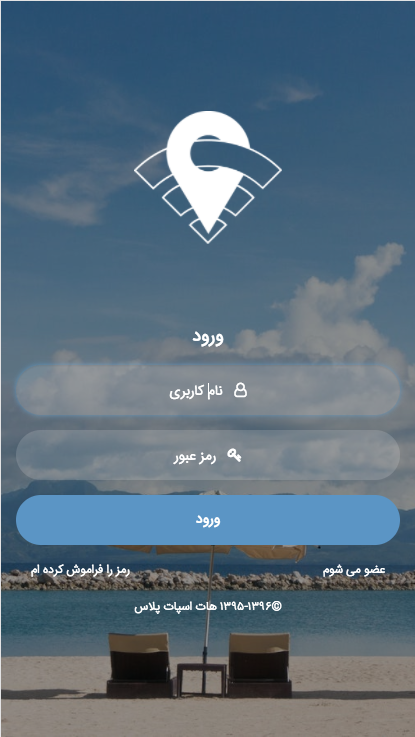 ورود
نام کاربری
رمز عبور
ورود
عضو می شوم
رمز را فراموش کرده ام
©۱۳۹۵-۱۳۹۶ هات اسپات پلاس